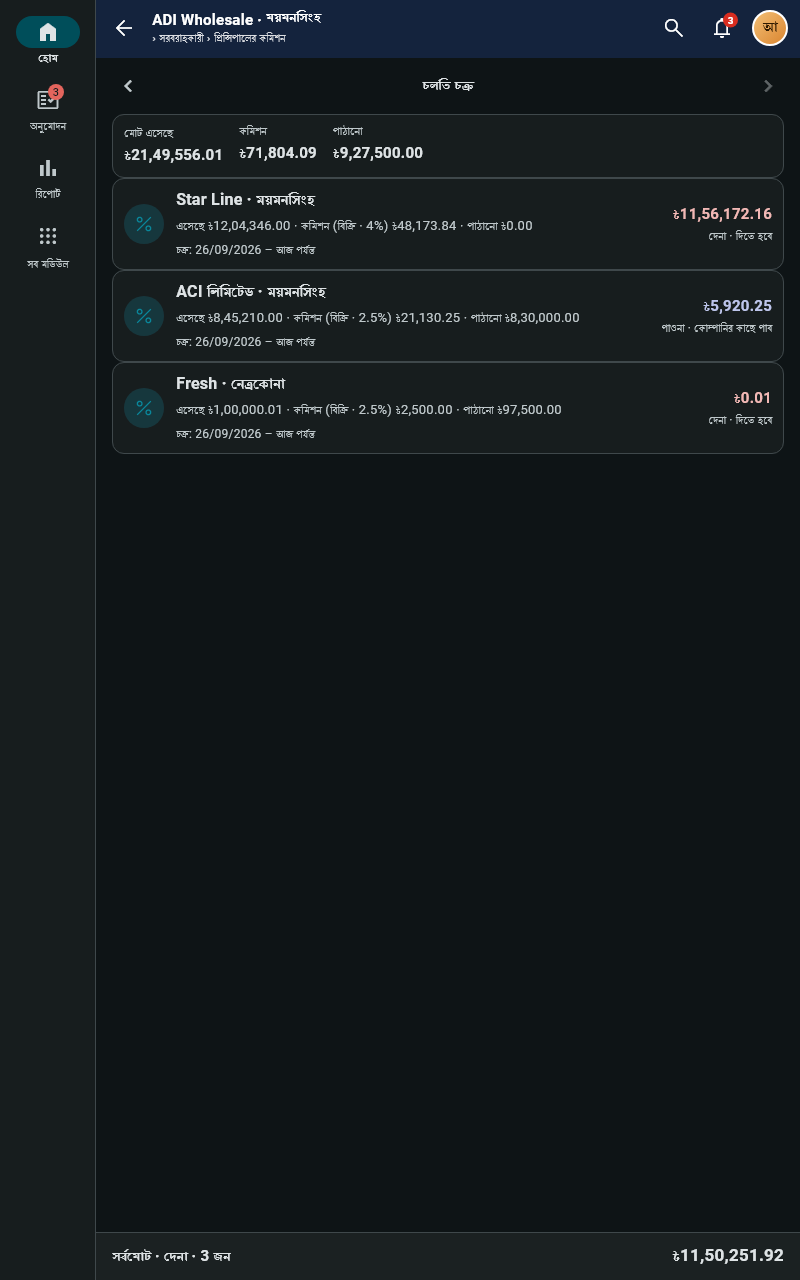 হোম
3
অনুমোদন
রিপোর্ট
সব মডিউল
ADI Wholesale · ময়মনসিংহ
› সরবরাহকারী › প্রিন্সিপালের কমিশন
3
আ
চলতি চক্র
মোট এসেছে
৳21,49,556.01
কমিশন
৳71,804.09
পাঠানো
৳9,27,500.00
Star Line · ময়মনসিংহ
এসেছে ৳12,04,346.00 · কমিশন (বিক্রি · 4%) ৳48,173.84 · পাঠানো ৳0.00
চক্র: 26/09/2026 – আজ পর্যন্ত
৳11,56,172.16
দেনা · দিতে হবে
ACI লিমিটেড · ময়মনসিংহ
এসেছে ৳8,45,210.00 · কমিশন (বিক্রি · 2.5%) ৳21,130.25 · পাঠানো ৳8,30,000.00
চক্র: 26/09/2026 – আজ পর্যন্ত
৳5,920.25
পাওনা · কোম্পানির কাছে পাব
Fresh · নেত্রকোনা
এসেছে ৳1,00,000.01 · কমিশন (বিক্রি · 2.5%) ৳2,500.00 · পাঠানো ৳97,500.00
চক্র: 26/09/2026 – আজ পর্যন্ত
৳0.01
দেনা · দিতে হবে
সর্বমোট · দেনা · 3 জন
৳11,50,251.92